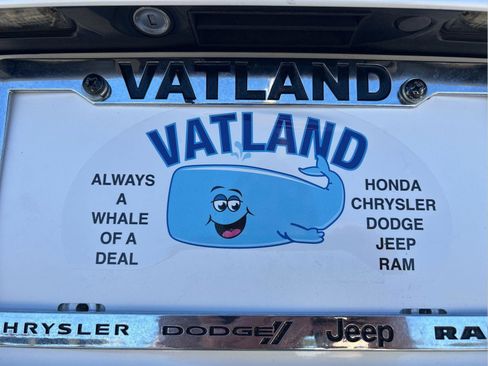 VATLAND
VATLAND
ALWAYS
A
WHALE
OF A
DEAL
HONDA
CHRYSLER
DODGE
JEEP
RAM
HRYSLER DODGE Jeep RA